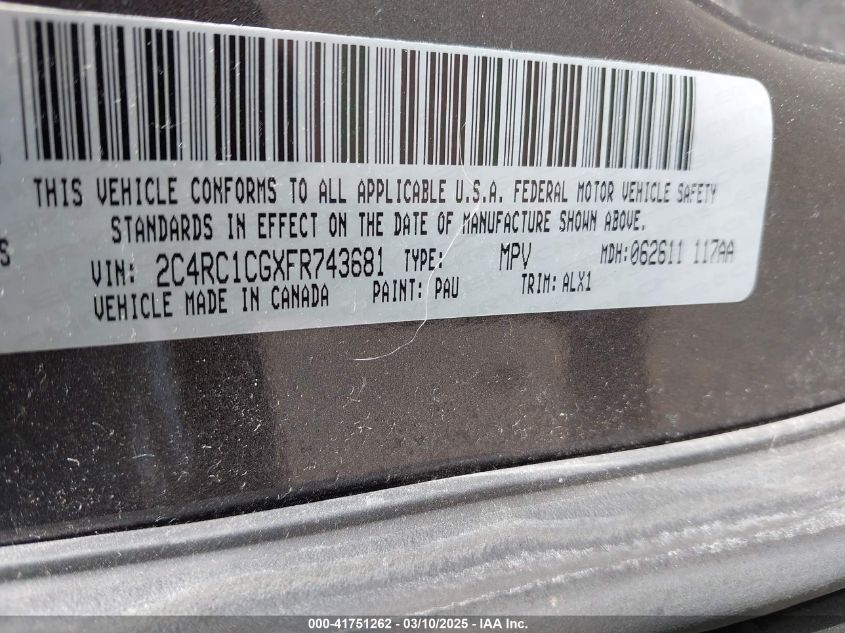 THIS VEHICLE CONFORMS TO ALL APPLICABLE U.S.A. FEDERAL MOTOR VEHICLE SAFETY
STANDARDS IN EFFECT ON THE DATE OF MANUFACTURE SHOWN ABOVE.
VIN: 2C4RC1CGXFR743681 TYPE: MPV MDH:062611 117AA
VEHICLE MADE IN CANADA PAINT: PAU TRIM: ALX1
000-41751262 - 03/10/2025 - IAA Inc.